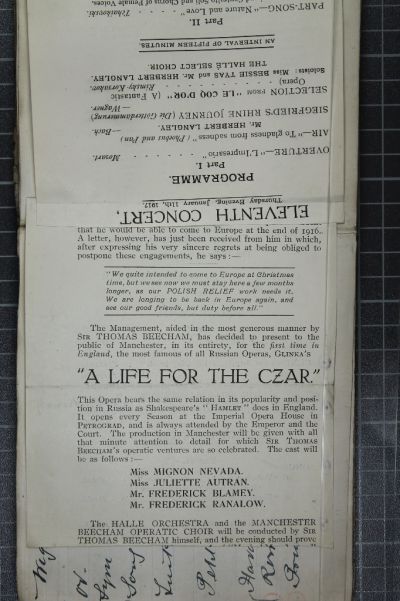 ELEVENTH CONCERT.
Thursday Evening, January 11th, 1917.
PROGRAMME.
Part I.
OVERTURE—"L'Impresario" Mozart
AIR—"To gladness from sadness" (Phœbus and Pan) —Bach—
Mr. HERBERT LANGLEY.
SIEGFRIED'S RHINE JOURNEY (Die Götterdämmerung) —Wagner—
SELECTION FROM "LE COQ D'OR" (A Fantastic
Opera) Rimsky-Korsakov
Soloists: Miss BESSIE TYAS and Mr. HERBERT LANGLEY.
THE HALLÉ SELECT CHOIR.
AN INTERVAL OF FIFTEEN MINUTES.
Part II.
PART-SONG—"Nature and Love" Tchaikovski
that he would be able to come to Europe at the end of 1916.
A letter, however, has just been received from him in which,
after expressing his very sincere regrets at being obliged to
postpone these engagements, he says :—
"We quite intended to come to Europe at Christmas
time, but we see now we must stay here a few months
longer, as our POLISH RELIEF work needs it.
We are longing to be back in Europe again, and
see our good friends, but duty before all."
The Management, aided in the most generous manner by
SIR THOMAS BEECHAM, has decided to present to the
public of Manchester, in its entirety, for the first time in
England, the most famous of all Russian Operas, GLINKA'S
"A LIFE FOR THE CZAR."
This Opera bears the same relation in its popularity and posi-
tion in Russia as Shakespeare's "HAMLET" does in England.
It opens every Season at the Imperial Opera House in
PETROGRAD, and is always attended by the Emperor and the
Court. The production in Manchester will be given with all
that minute attention to detail for which SIR THOMAS
BEECHAM'S operatic ventures are so celebrated. The cast will
be as follows :—
Miss MIGNON NEVADA.
Miss JULIETTE AUTRAN.
Mr. FREDERICK BLAMEY.
Mr. FREDERICK RANALOW.
The HALLE ORCHESTRA and the MANCHESTER
BEECHAM OPERATIC CHOIR will be conducted by SIR
THOMAS BEECHAM himself, and the evening should prove